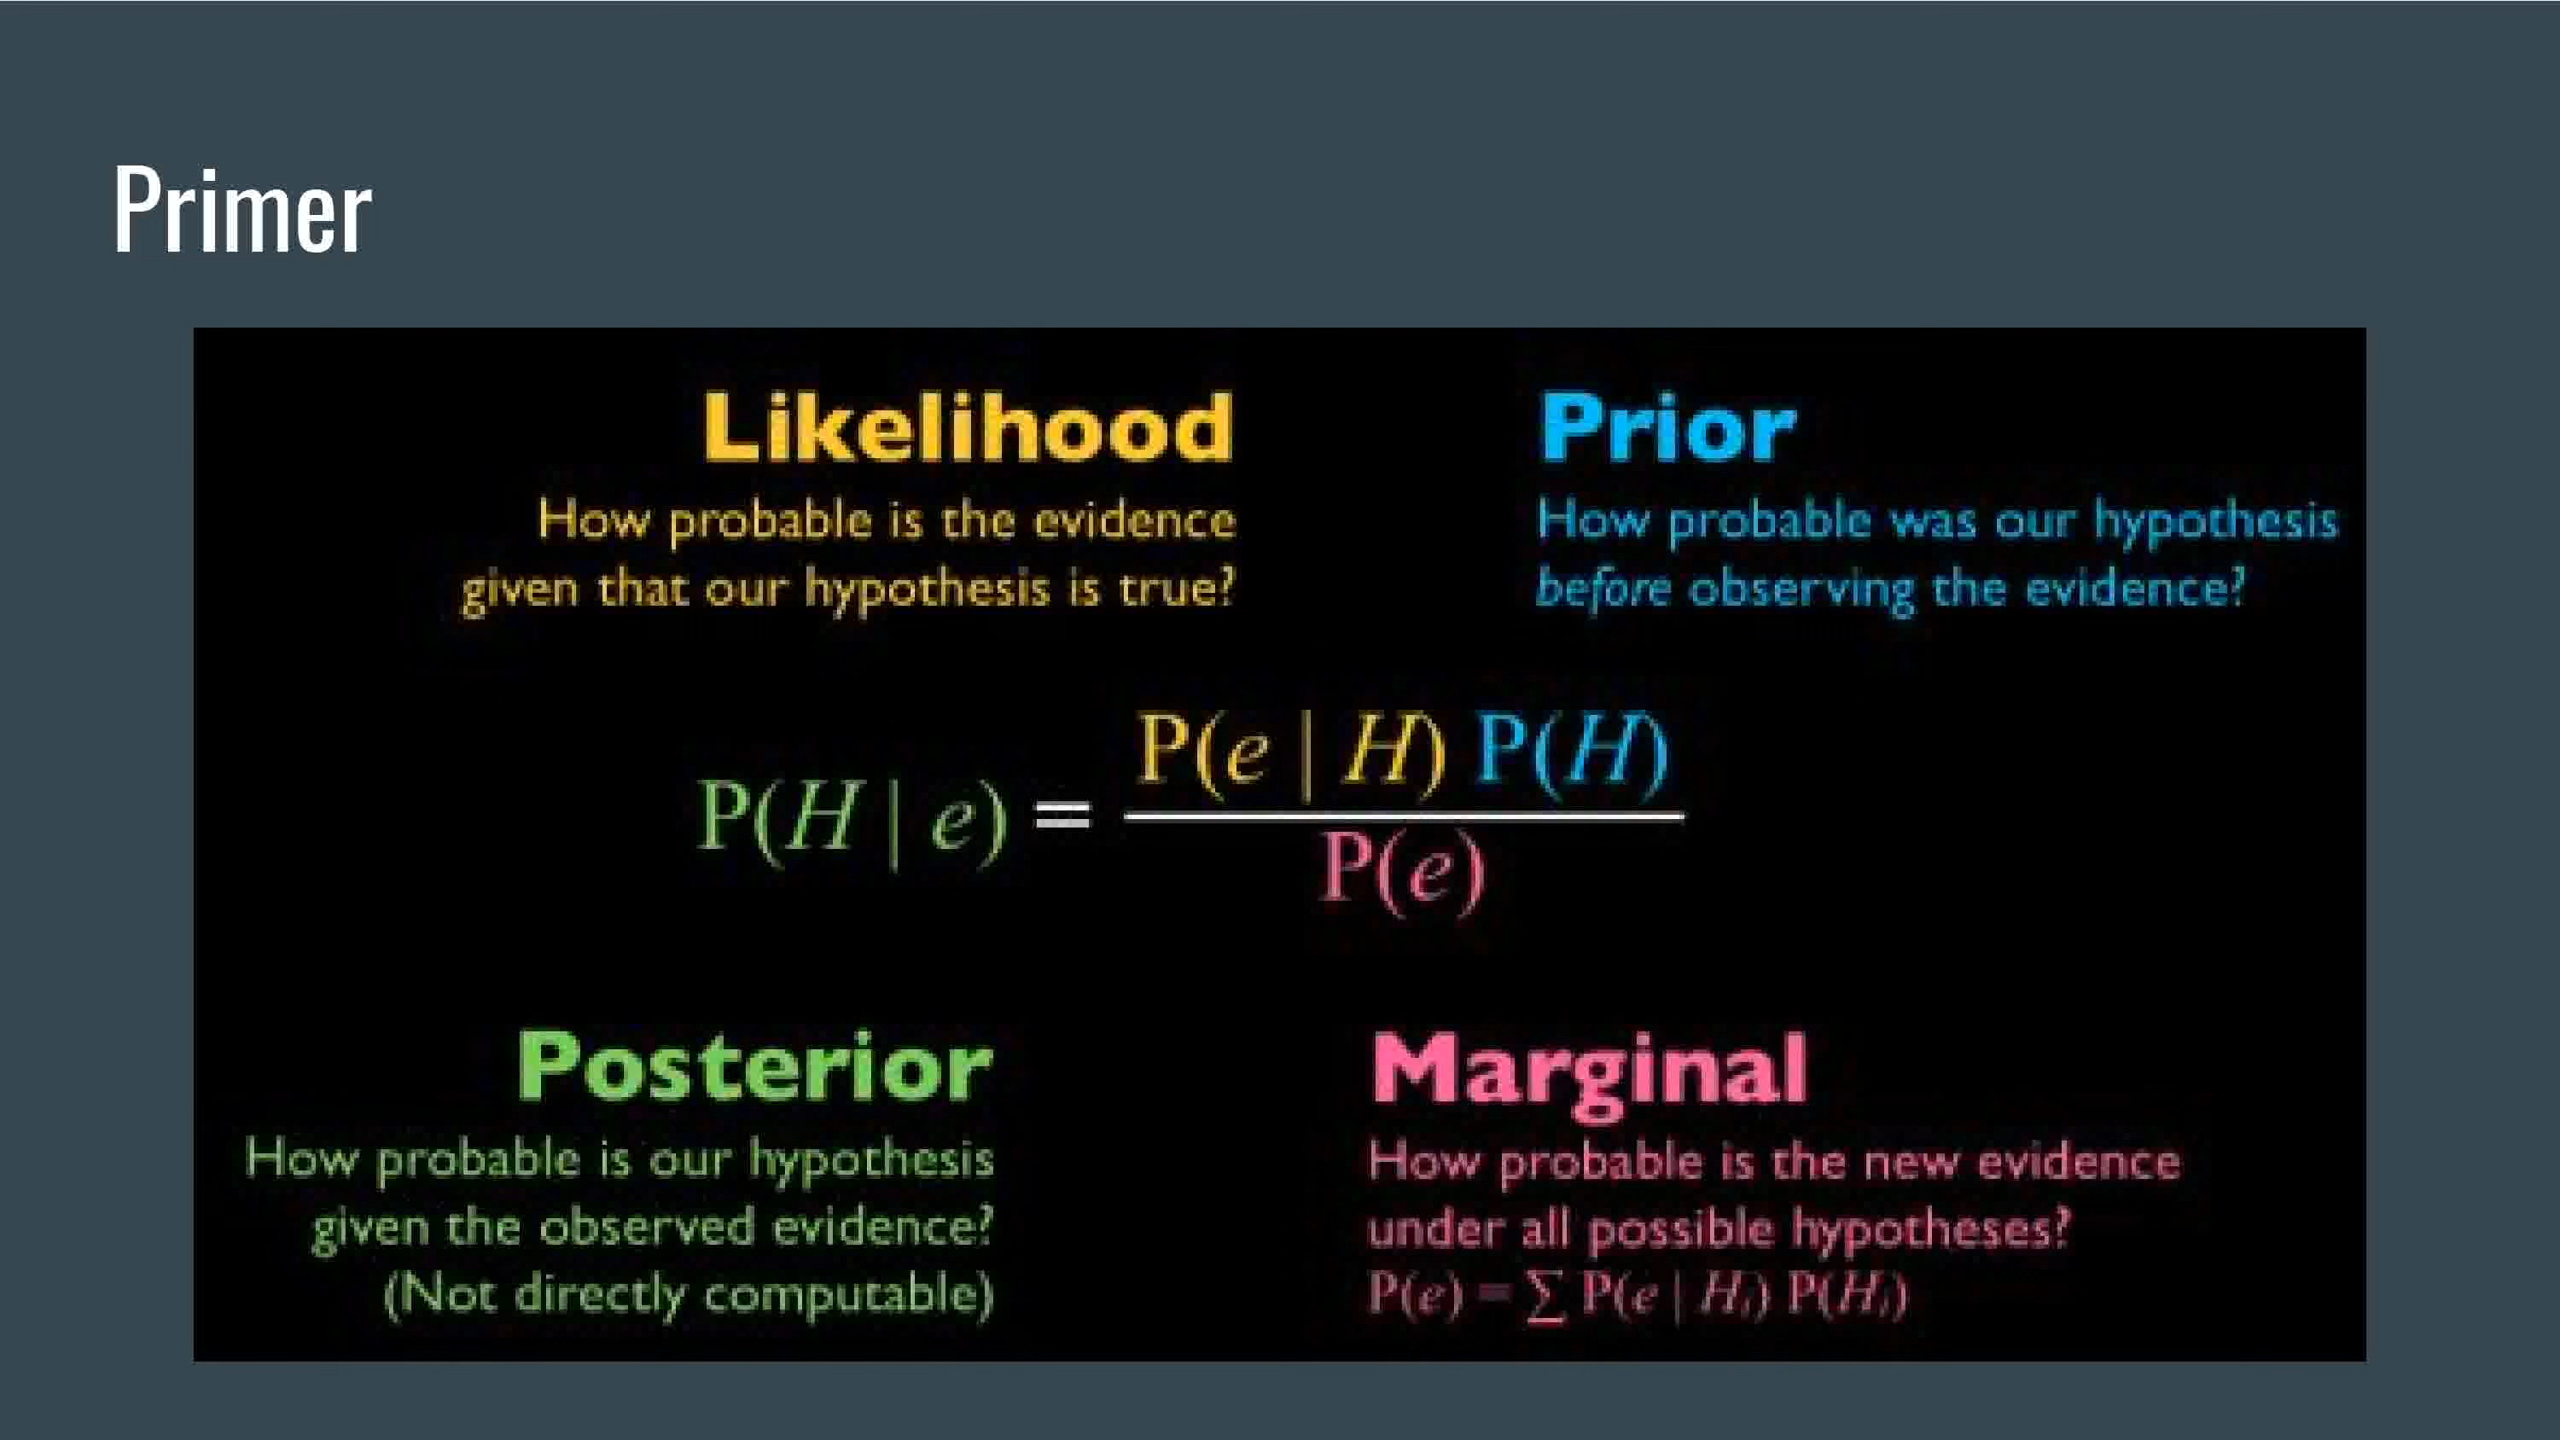 Primer
Likelihood
How probable is the evidence
given that our hypothesis is true?
Prior
How probable was our hypothesis
before observing the evidence?
P(H | e) = P(e | H) P(H)
P(e)
Posterior
How probable is our hypothesis
given the observed evidence?
(Not directly computable)
Marginal
How probable is the new evidence
under all possible hypotheses?
P(e) = ∑ P(e | Hᵢ) P(Hᵢ)